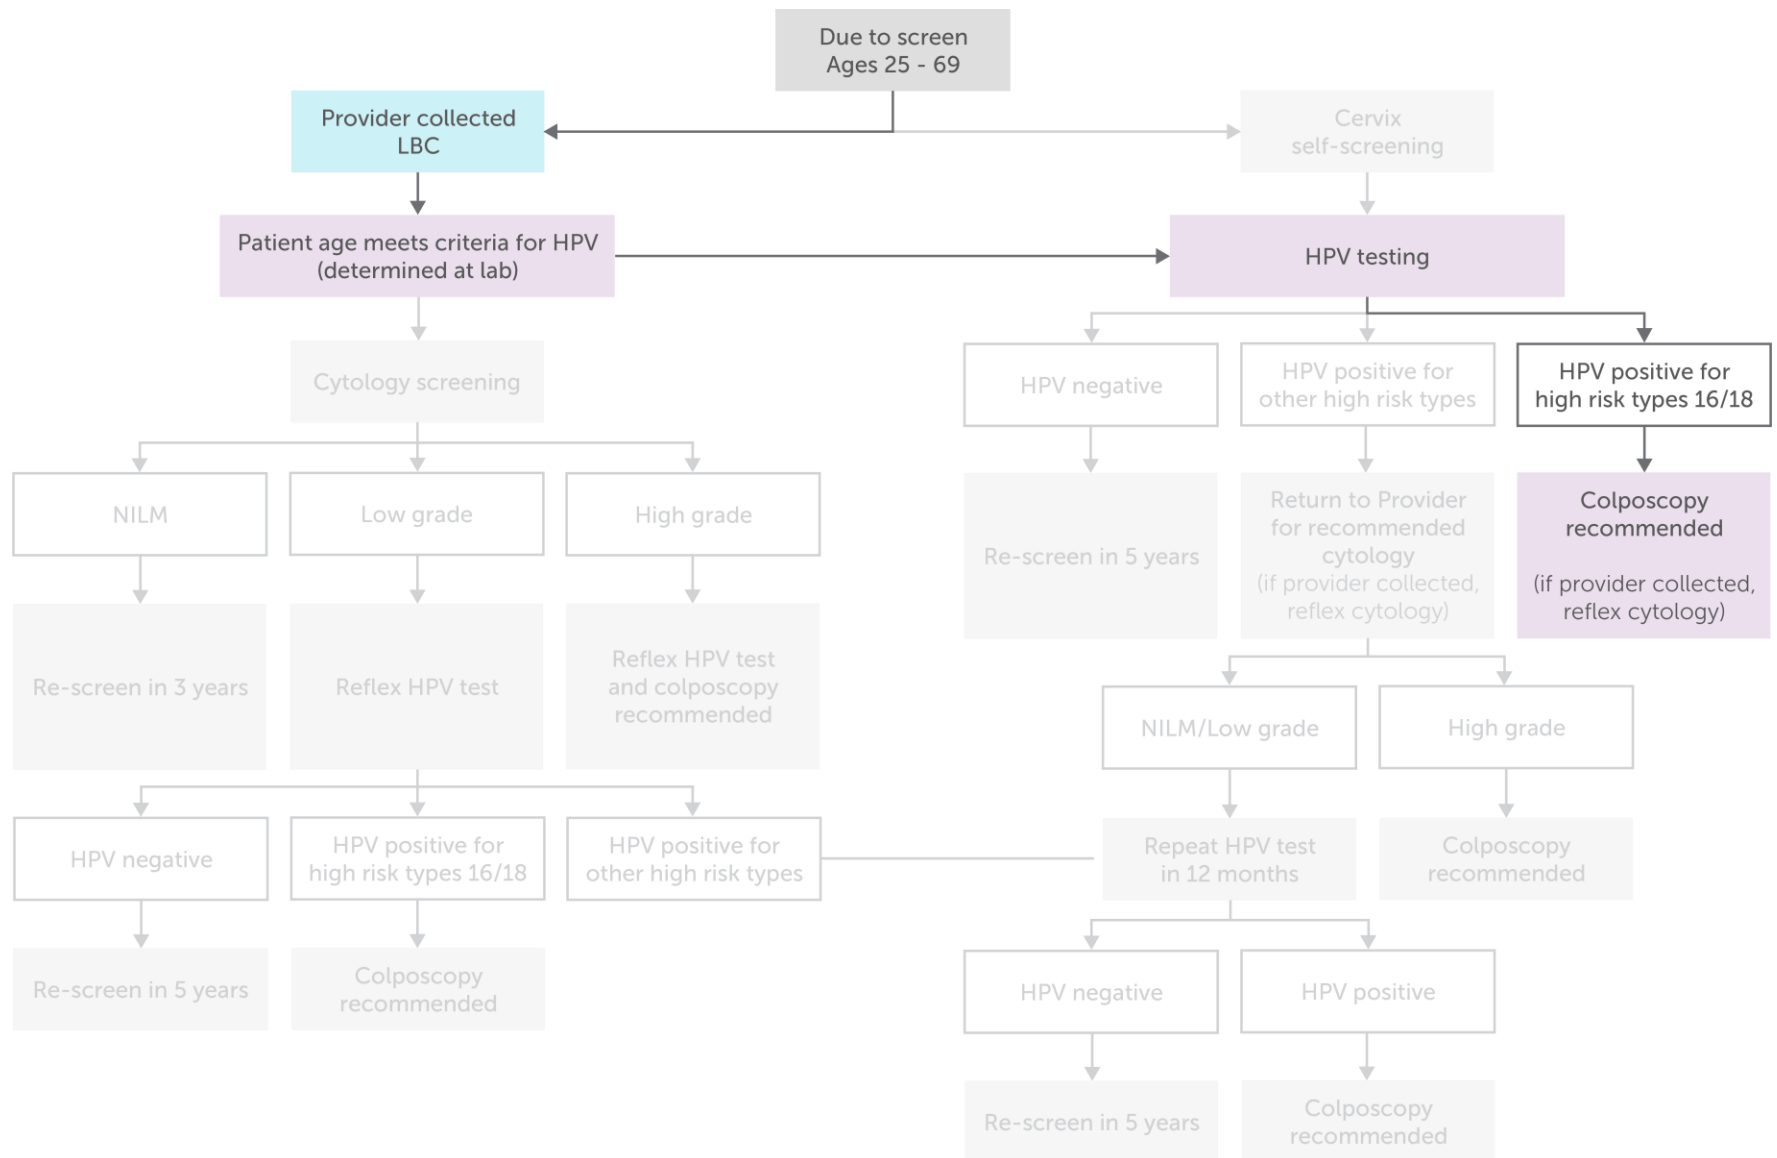 Due to screen
Ages 25 - 69
Provider collected
LBC
Cervix
self-screening
Patient age meets criteria for HPV
(determined at lab)
HPV testing
Cytology screening
HPV negative
HPV positive for
other high risk types
HPV positive for
high risk types 16/18
NILM
Low grade
High grade
Re-screen in 5 years
Return to Provider
for recommended
cytology
(if provider collected,
reflex cytology)
Colposcopy
recommended
(if provider collected,
reflex cytology)
Re-screen in 3 years
Reflex HPV test
Reflex HPV test
and colposcopy
recommended
NILM/Low grade
High grade
HPV negative
HPV positive for
high risk types 16/18
HPV positive for
other high risk types
Repeat HPV test
in 12 months
Colposcopy
recommended
Re-screen in 5 years
Colposcopy
recommended
HPV negative
HPV positive
Re-screen in 5 years
Colposcopy
recommended